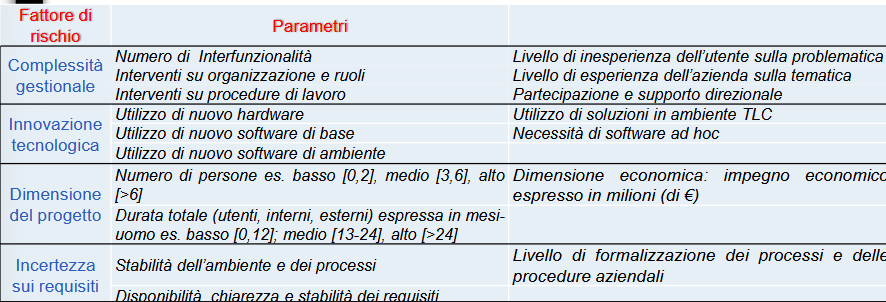 Fattore di
rischio
Parametri
Complessità
gestionale
Numero di Interfunzionalità
Interventi su organizzazione e ruoli
Interventi su procedure di lavoro
Livello di inesperienza dell'utente sulla problematica
Livello di esperienza dell'azienda sulla tematica
Partecipazione e supporto direzionale
Innovazione
tecnologica
Utilizzo di nuovo hardware
Utilizzo di nuovo software di base
Utilizzo di nuovo software di ambiente
Utilizzo di soluzioni in ambiente TLC
Necessità di software ad hoc
Dimensione
del progetto
Numero di persone es. basso [0,2], medio [3,6], alto
[>6]
Durata totale (utenti, interni, esterni) espressa in mesi-
uomo es. basso [0,12]; medio [13-24], alto [>24]
Dimensione economica: impegno economico
espresso in milioni (di €)
Incertezza
sui requisiti
Stabilità dell'ambiente e dei processi
Disponibilità, chiarezza e stabilità dei requisiti
Livello di formalizzazione dei processi e delle
procedure aziendali